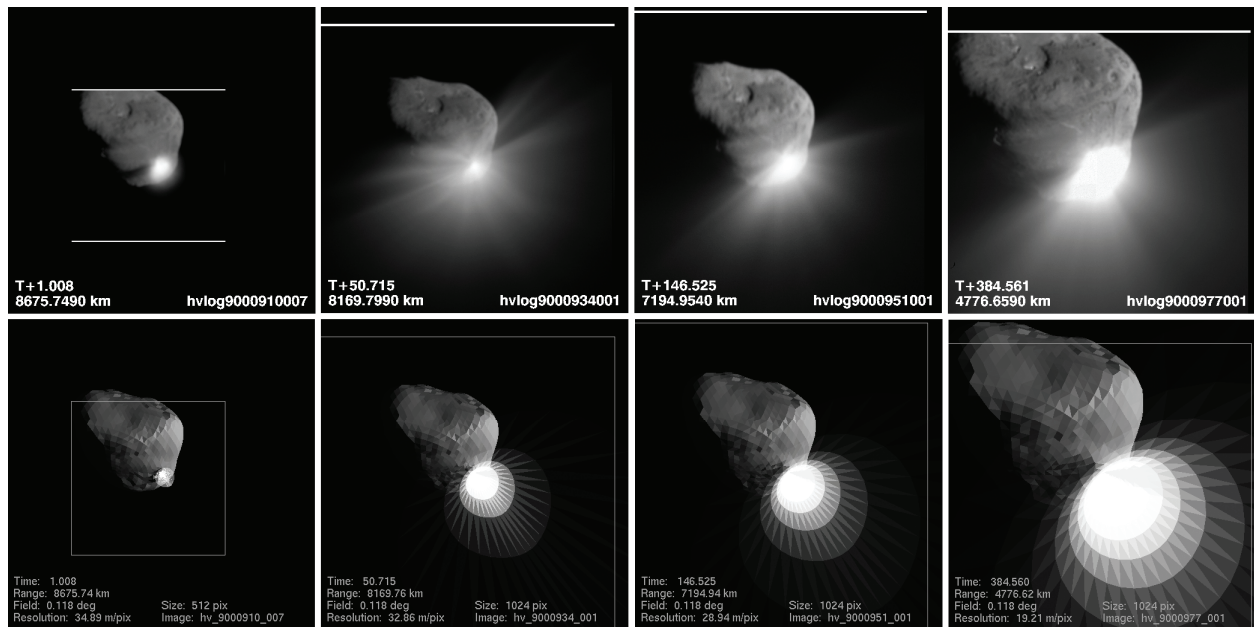 T+1.008
8675.7490 km hvlog9000910007
T+50.715
8169.7990 km hvlog9000934001
T+146.525
7194.9540 km hvlog9000951001
T+384.561
4776.6590 km hvlog9000977001
Time: 1.008
Range: 8675.74 km
Field: 0.118 deg Size: 512 pix
Resolution: 34.89 m/pix Image: hv_9000910_007
Time: 50.715
Range: 8169.76 km
Field: 0.118 deg Size: 1024 pix
Resolution: 32.86 m/pix Image: hv_9000934_001
Time: 146.525
Range: 7194.94 km
Field: 0.118 deg Size: 1024 pix
Resolution: 28.94 m/pix Image: hv_9000951_001
Time: 384.560
Range: 4776.62 km
Field: 0.118 deg Size: 1024 pix
Resolution: 19.21 m/pix Image: hv_9000977_001